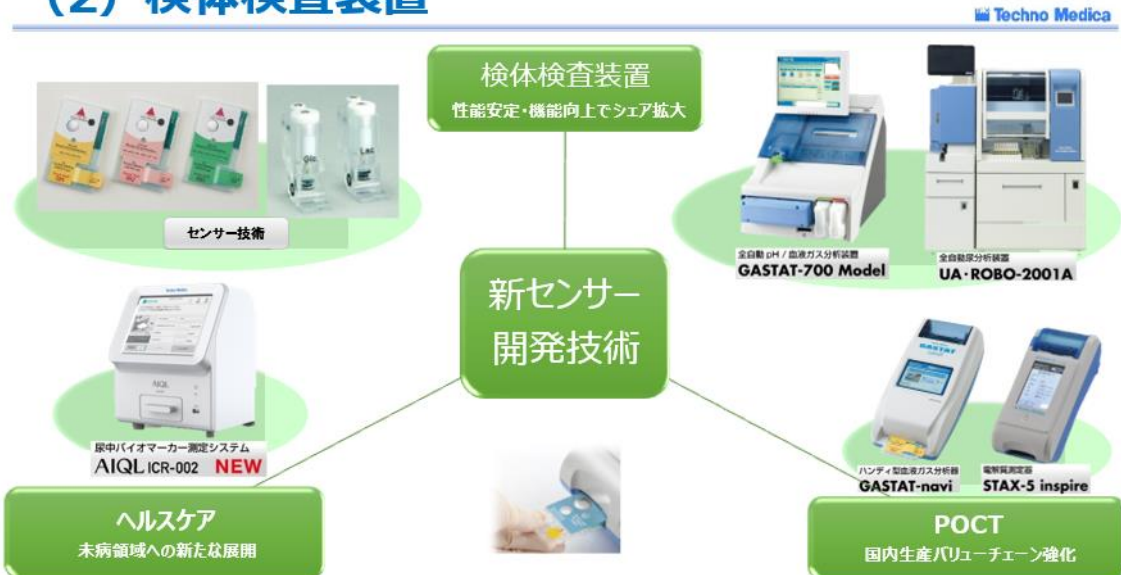 （2）検体検査装置
Techno Medica
検体検査装置
性能安定・機能向上でシェア拡大
Glc
Lac
センサー技術
全自動 pH / 血液ガス分析装置
GASTAT-700 Model
全自動尿分析装置
UA・ROBO-2001A
新センサー
開発技術
Techno Medica
AIQL
尿中バイオマーカー測定システム
AIQL ICR-002 NEW
GASTAT
ハンディ型血液ガス分析器
GASTAT-navi
電解質測定器
STAX-5 inspire
ヘルスケア
未病領域への新たな展開
POCT
国内生産バリューチェーン強化